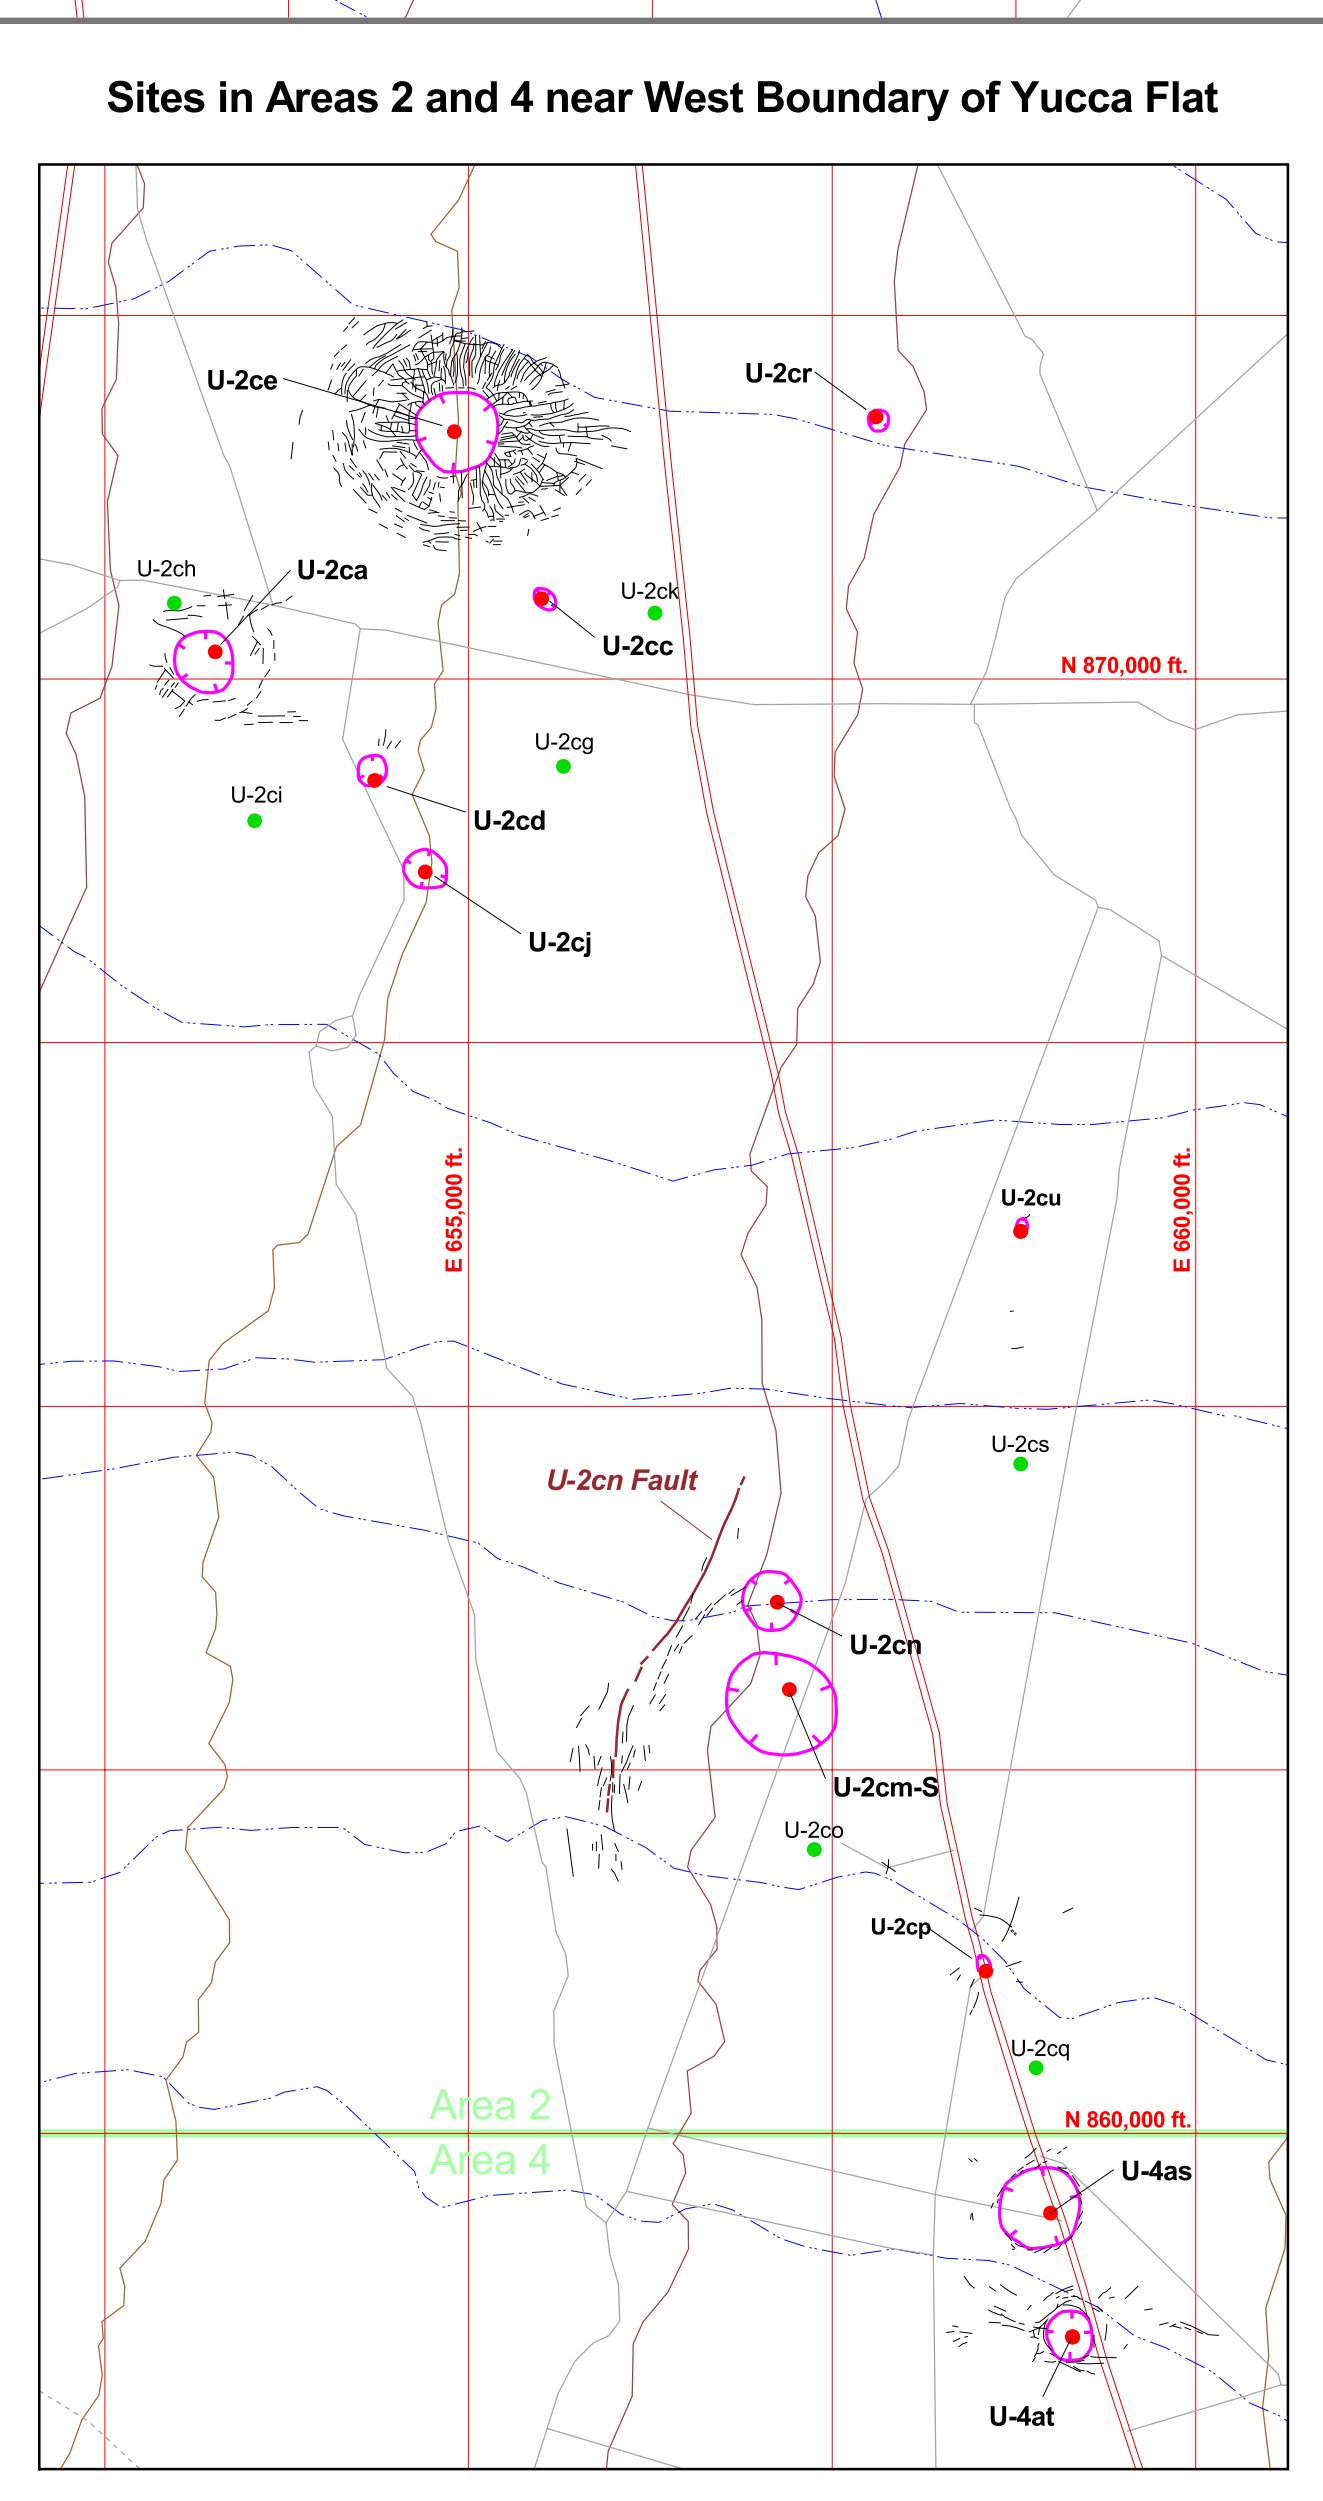 Sites in Areas 2 and 4 near West Boundary of Yucca Flat
U-2ce
U-2cr
U-2ch
U-2ca
U-2ck
U-2cc
N 870,000 ft.
U-2cg
U-2ci
U-2cd
U-2cj
E 655,000 ft.
E 660,000 ft.
U-2cu
U-2cs
U-2cn Fault
U-2cn
U-2cm-S
U-2co
U-2cp
U-2cq
Area 2
N 860,000 ft.
Area 4
U-4as
U-4at